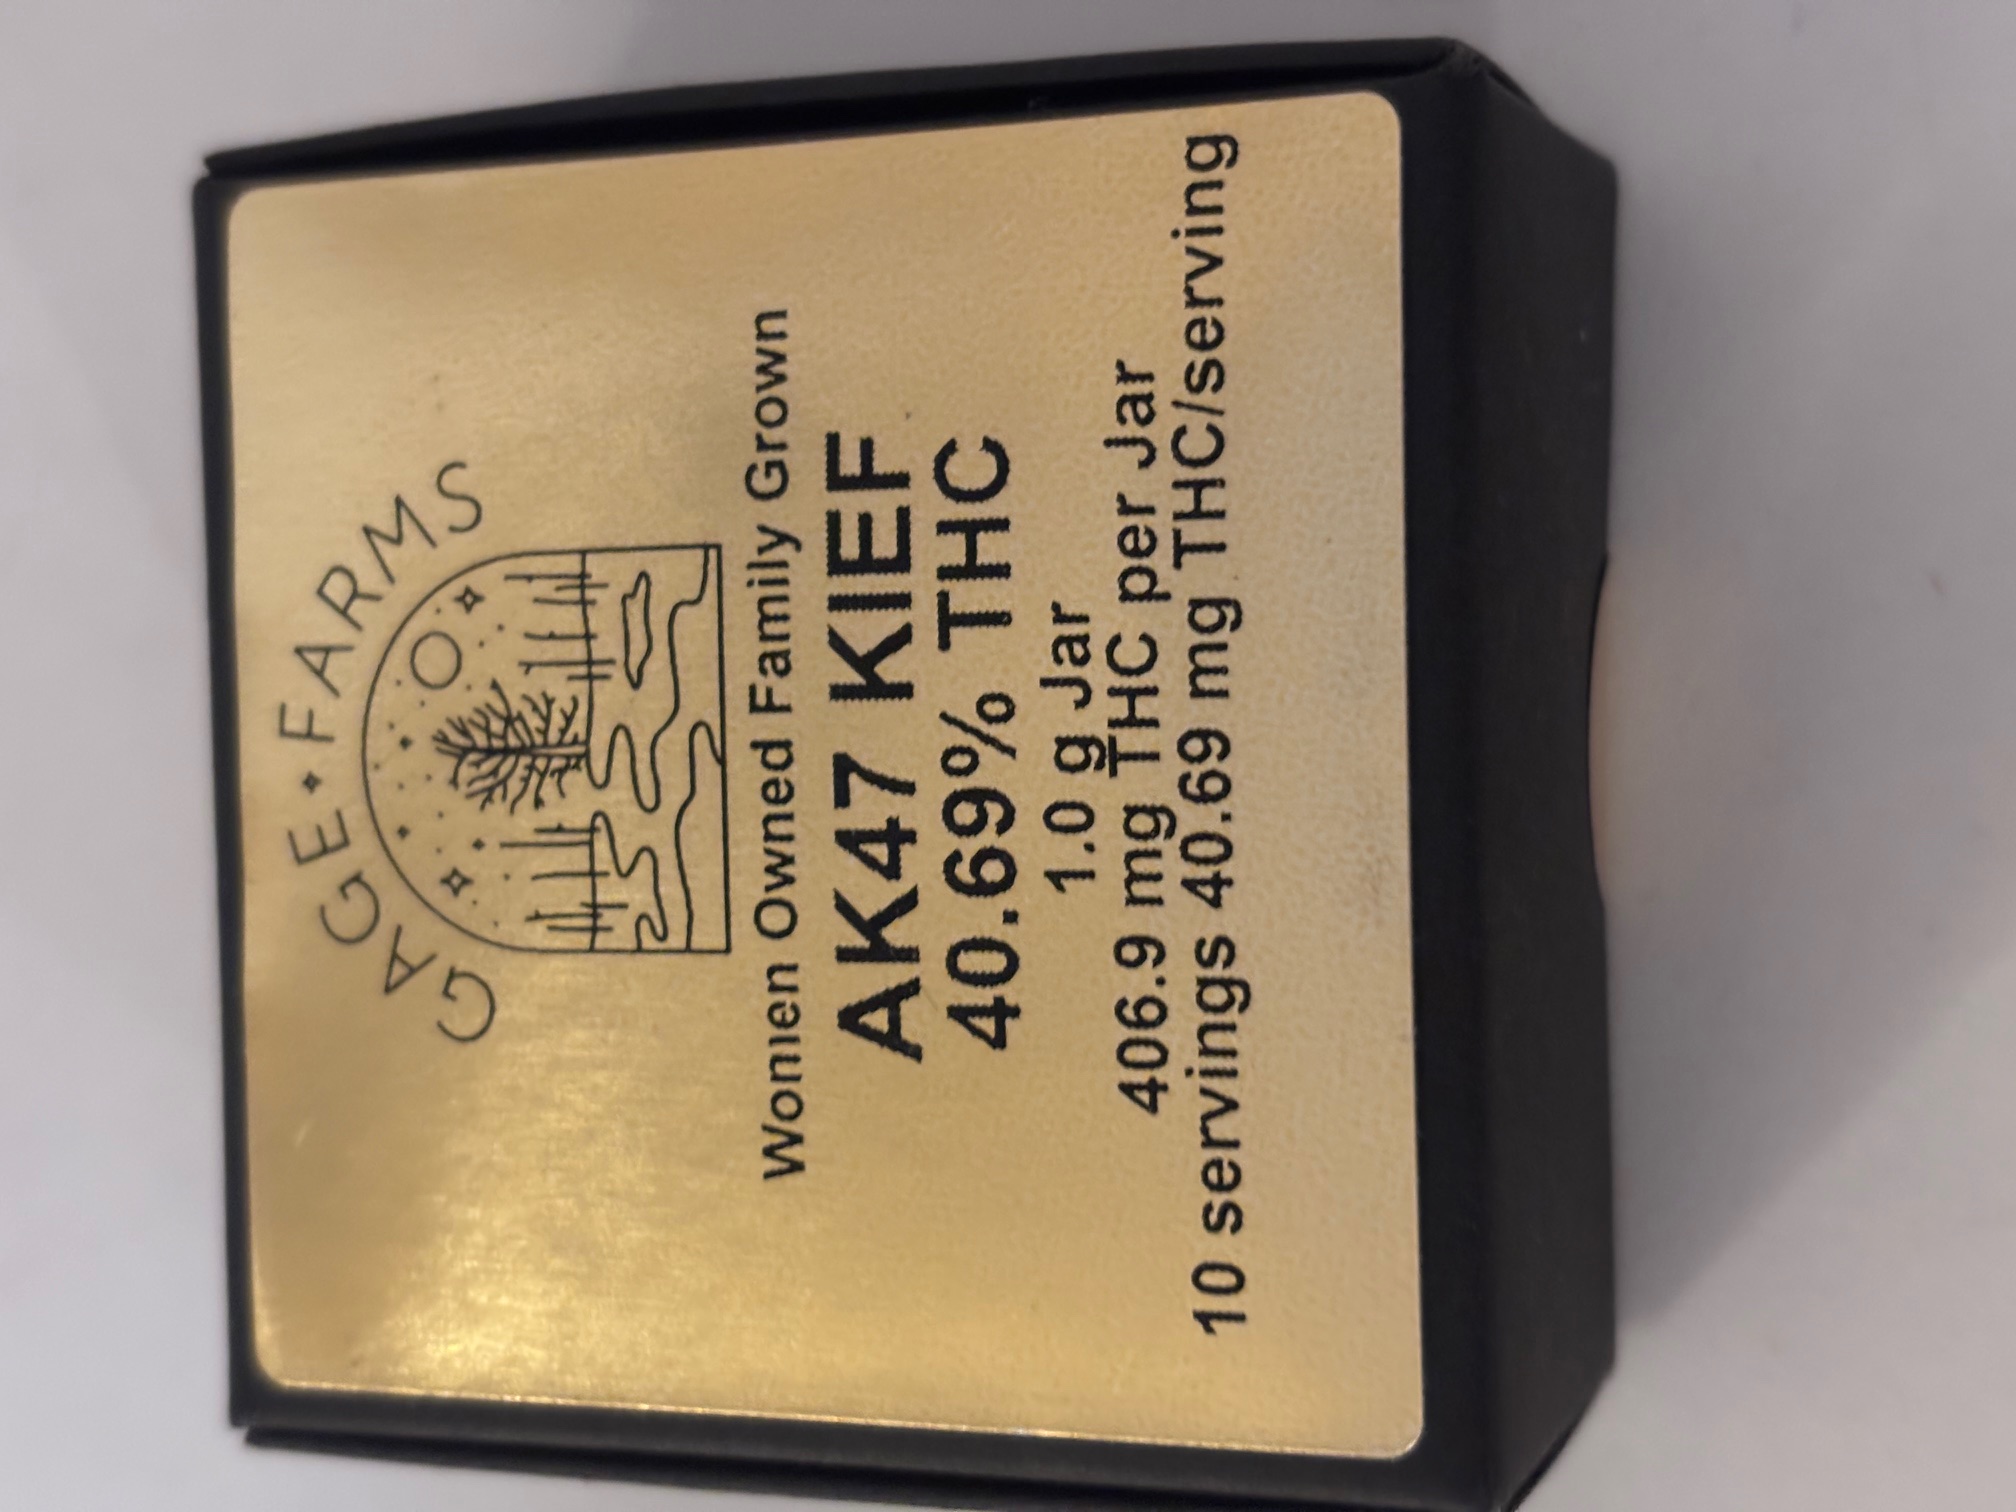 GAGE FARMS
Women Owned Family Grown
AK47 KIEF
40.69% THC
1.0 g Jar
406.9 mg THC per Jar
10 servings 40.69 mg THC/serving